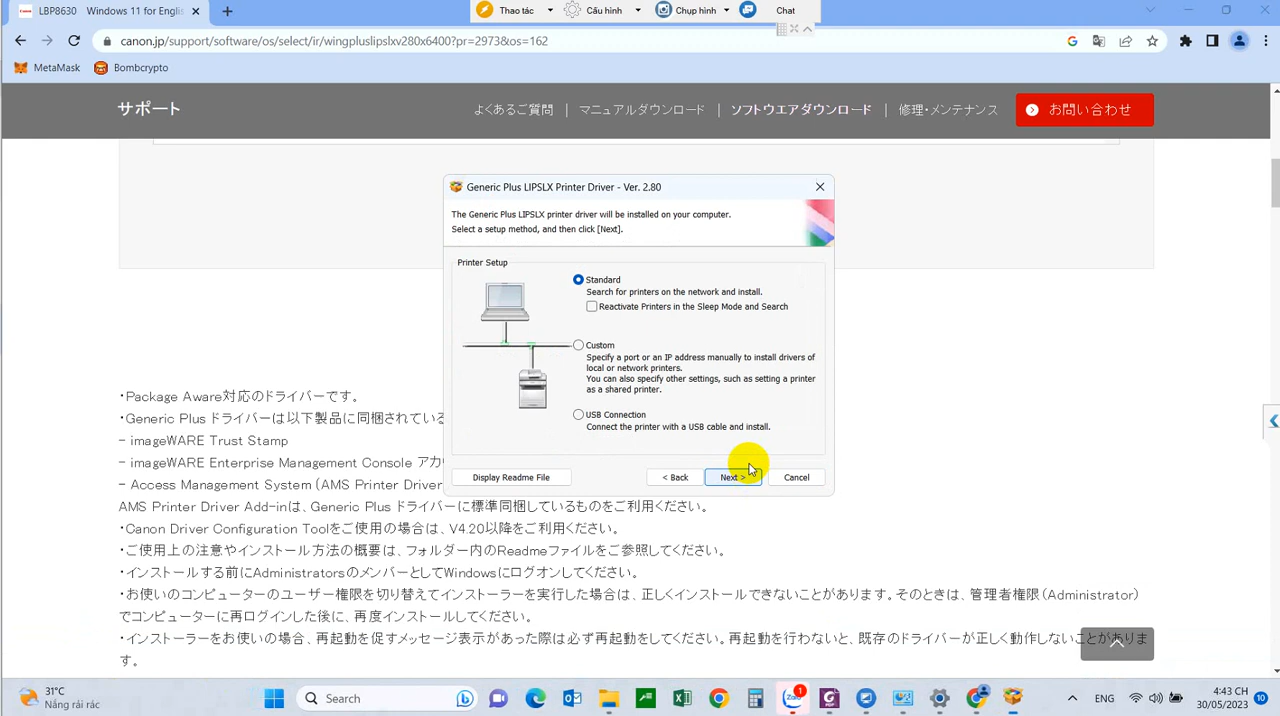 LBP8630 Windows 11 for Englis
Thao tác
Cấu hình
Chụp hình
Chat
canon.jp/support/software/os/select/ir/wingpluslipslxv280x6400?pr=2973&os=162
MetaMask
Bombcrypto
サポート
よくあるご質問
マニュアルダウンロード
ソフトウエアダウンロード
修理・メンテナンス
お問い合わせ
Generic Plus LIPSLX Printer Driver - Ver. 2.80
The Generic Plus LIPSLX printer driver will be installed on your computer.
Select a setup method, and then click [Next].
Printer Setup
Standard
Search for printers on the network and install.
Reactivate Printers in the Sleep Mode and Search
Custom
Specify a port or an IP address manually to install drivers of
local or network printers.
You can also specify other settings, such as setting a printer
as a shared printer.
USB Connection
Connect the printer with a USB cable and install.
Display Readme File
< Back
Next >
Cancel
・Package Aware対応のドライバーです。
・Generic Plus ドライバーは以下製品に同梱されている
- imageWARE Trust Stamp
- imageWARE Enterprise Management Console アカ
- Access Management System (AMS Printer Driver
AMS Printer Driver Add-inは、Generic Plus ドライバーに標準同梱しているものをご利用ください。
・Canon Driver Configuration Toolをご使用の場合は、V4.20以降をご利用ください。
・ご使用上の注意やインストール方法の概要は、フォルダー内のReadmeファイルをご参照してください。
・インストールする前にAdministratorsのメンバーとしてWindowsにログオンしてください。
・お使いのコンピューターのユーザー権限を切り替えてインストーラーを実行した場合は、正しくインストールできないことがあります。そのときは、管理者権限(Administrator)
でコンピューターに再ログインした後に、再度インストールしてください。
・インストーラーをお使いの場合、再起動を促すメッセージ表示があった際は必ず再起動をしてください。再起動を行わないと、既存のドライバーが正しく動作しないことがありま
す。
31°C
Nắng rải rác
Search
Zalo
1
ENG
4:43 CH
30/05/2023
10